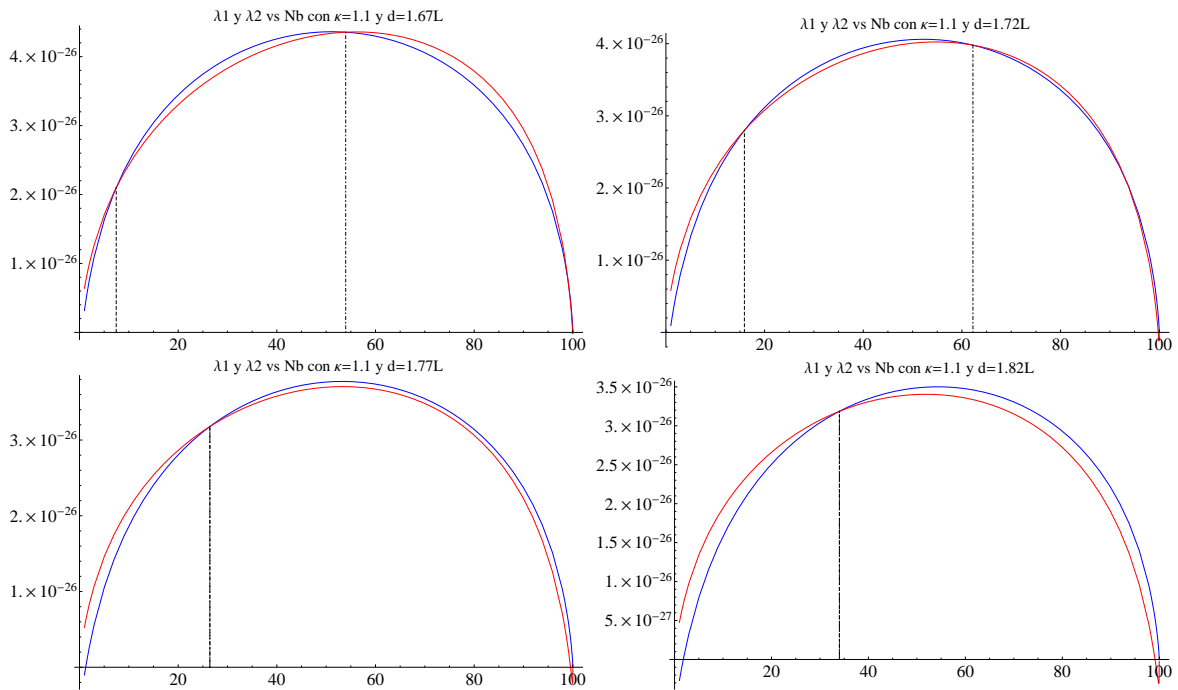 λ1 y λ2 vs Nb con κ=1.1 y d=1.67L
4.×10⁻²⁶
3.×10⁻²⁶
2.×10⁻²⁶
1.×10⁻²⁶
20 40 60 80 100
λ1 y λ2 vs Nb con κ=1.1 y d=1.72L
4.×10⁻²⁶
3.×10⁻²⁶
2.×10⁻²⁶
1.×10⁻²⁶
20 40 60 80 100
λ1 y λ2 vs Nb con κ=1.1 y d=1.77L
3.×10⁻²⁶
2.×10⁻²⁶
1.×10⁻²⁶
20 40 60 80 100
λ1 y λ2 vs Nb con κ=1.1 y d=1.82L
3.5×10⁻²⁶
3.×10⁻²⁶
2.5×10⁻²⁶
2.×10⁻²⁶
1.5×10⁻²⁶
1.×10⁻²⁶
5.×10⁻²⁷
20 40 60 80 100